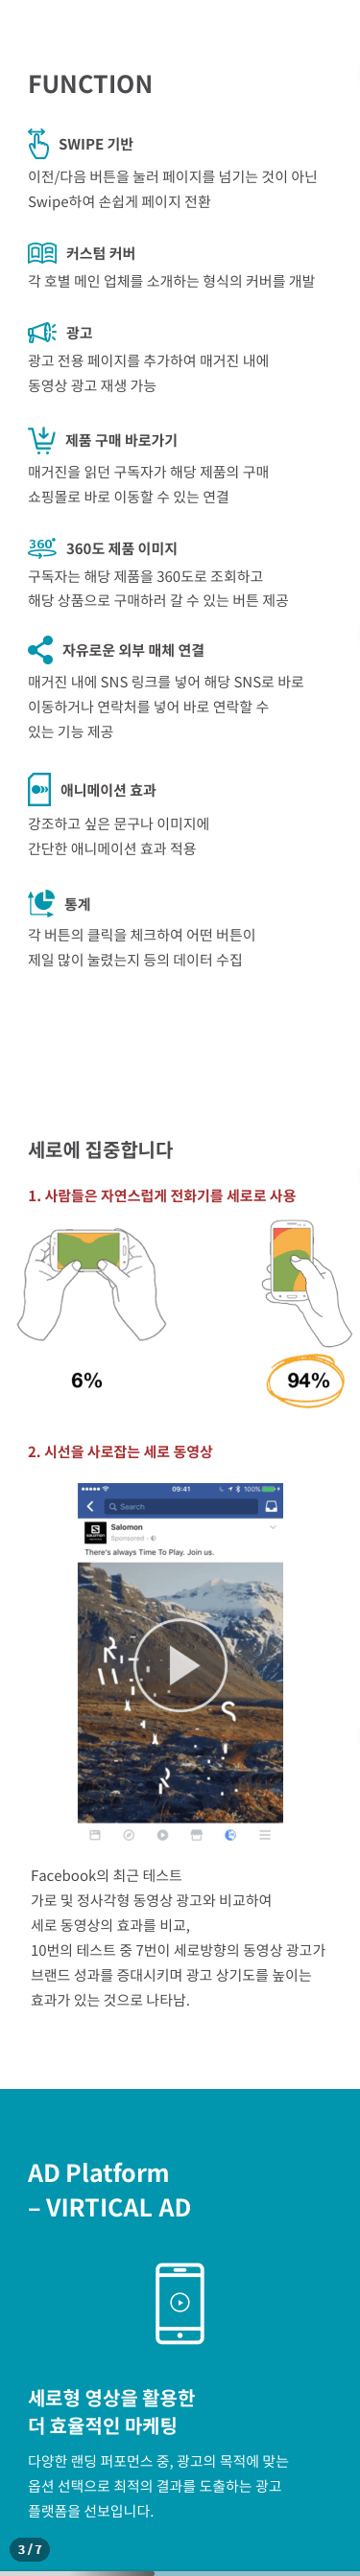 FUNCTION
SWIPE 기반
이전/다음 버튼을 눌러 페이지를 넘기는 것이 아닌
Swipe하여 손쉽게 페이지 전환
커스텀 커버
각 호별 메인 업체를 소개하는 형식의 커버를 개발
광고
광고 전용 페이지를 추가하여 매거진 내에
동영상 광고 재생 가능
제품 구매 바로가기
매거진을 읽던 구독자가 해당 제품의 구매
쇼핑몰로 바로 이동할 수 있는 연결
360°
360도 제품 이미지
구독자는 해당 제품을 360도로 조회하고
해당 상품으로 구매하러 갈 수 있는 버튼 제공
자유로운 외부 매체 연결
매거진 내에 SNS 링크를 넣어 해당 SNS로 바로
이동하거나 연락처를 넣어 바로 연락할 수
있는 기능 제공
애니메이션 효과
강조하고 싶은 문구나 이미지에
간단한 애니메이션 효과 적용
통계
각 버튼의 클릭을 체크하여 어떤 버튼이
제일 많이 눌렸는지 등의 데이터 수집
세로에 집중합니다
1. 사람들은 자연스럽게 전화기를 세로로 사용
6%
94%
2. 시선을 사로잡는 세로 동영상
09:41 100%
Search
Salomon
Sponsored
There's always Time To Play. Join us.
Facebook의 최근 테스트
가로 및 정사각형 동영상 광고와 비교하여
세로 동영상의 효과를 비교,
10번의 테스트 중 7번이 세로방향의 동영상 광고가
브랜드 성과를 증대시키며 광고 상기도를 높이는
효과가 있는 것으로 나타남.
AD Platform
– VIRTICAL AD
세로형 영상을 활용한
더 효율적인 마케팅
다양한 랜딩 퍼포먼스 중, 광고의 목적에 맞는
옵션 선택으로 최적의 결과를 도출하는 광고
플랫폼을 선보입니다.
3 / 7